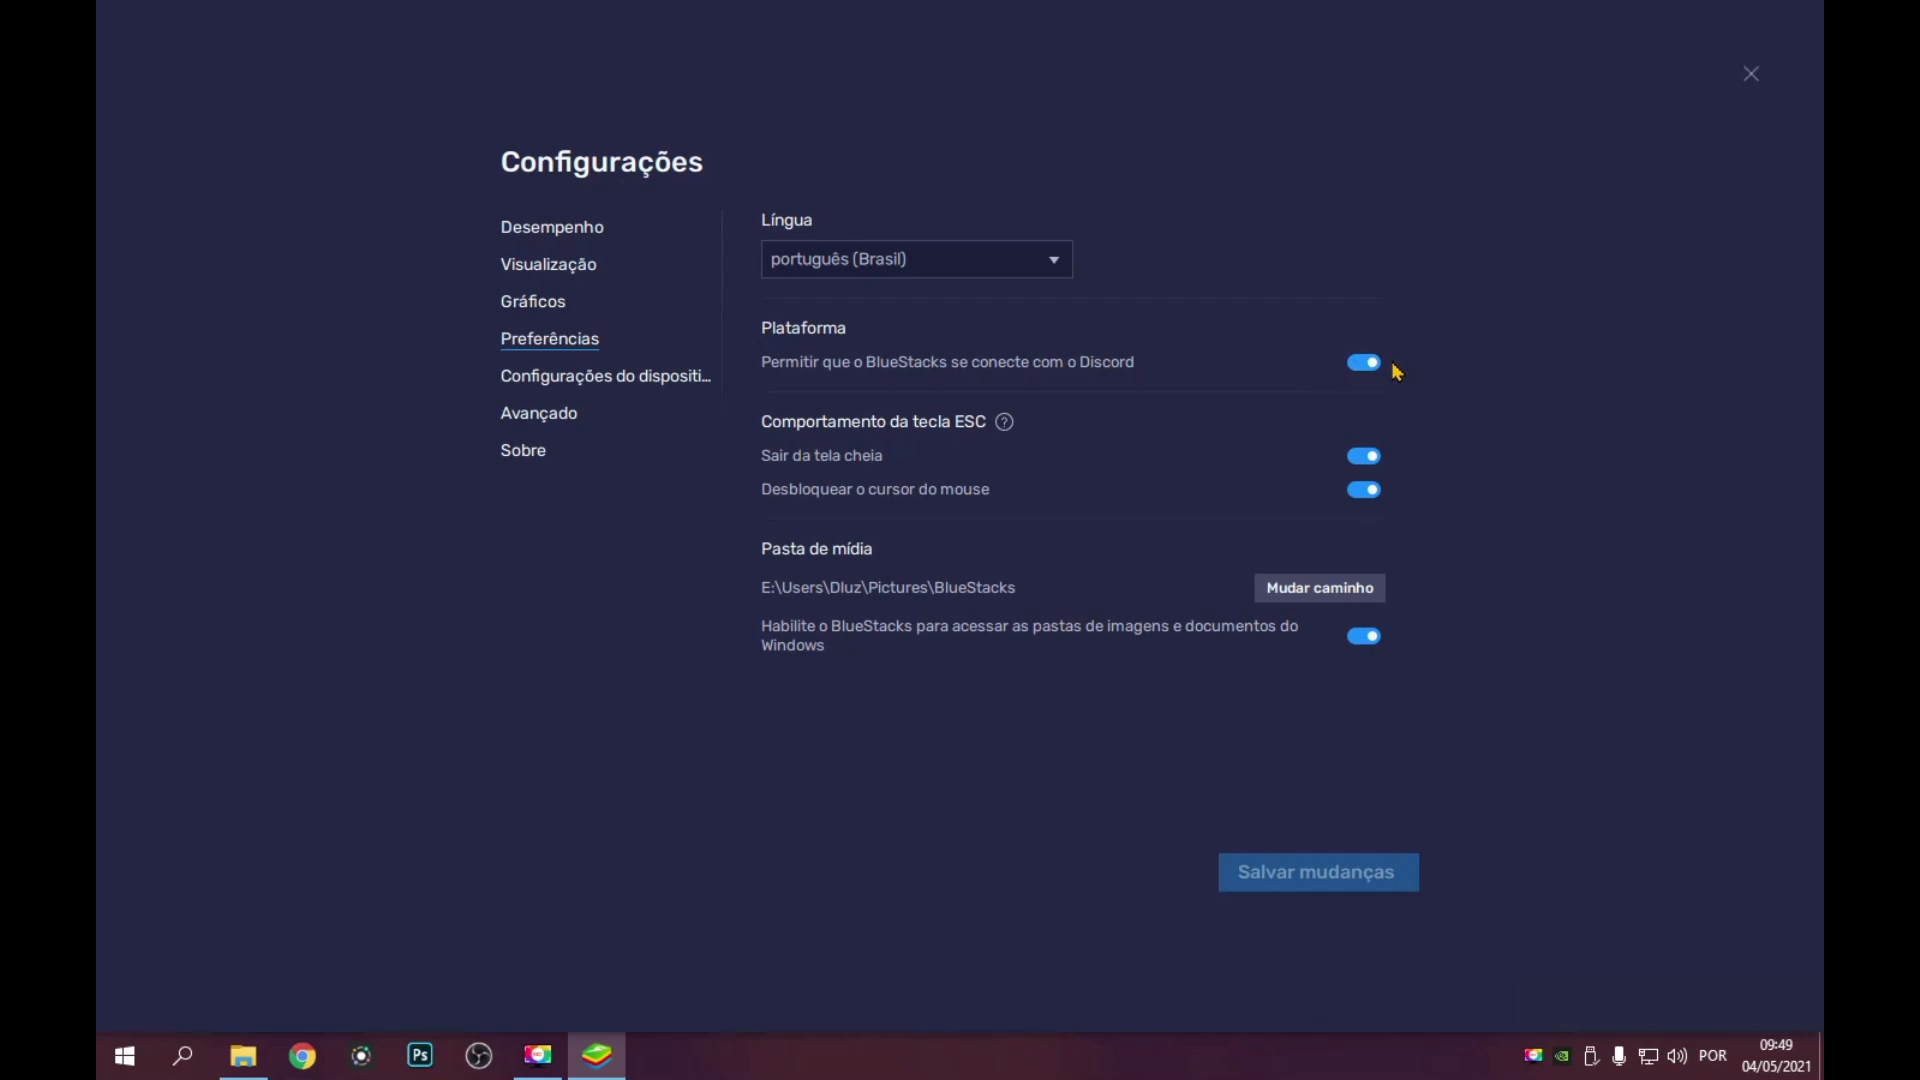 Configurações
Desempenho
Visualização
Gráficos
Preferências
Configurações do dispositi...
Avançado
Sobre
Língua
português (Brasil)
Plataforma
Permitir que o BlueStacks se conecte com o Discord
Comportamento da tecla ESC ?
Sair da tela cheia
Desbloquear o cursor do mouse
Pasta de mídia
E:\Users\Dluz\Pictures\BlueStacks
Mudar caminho
Habilite o BlueStacks para acessar as pastas de imagens e documentos do
Windows
Salvar mudanças
Ps
POR
09:49
04/05/2021